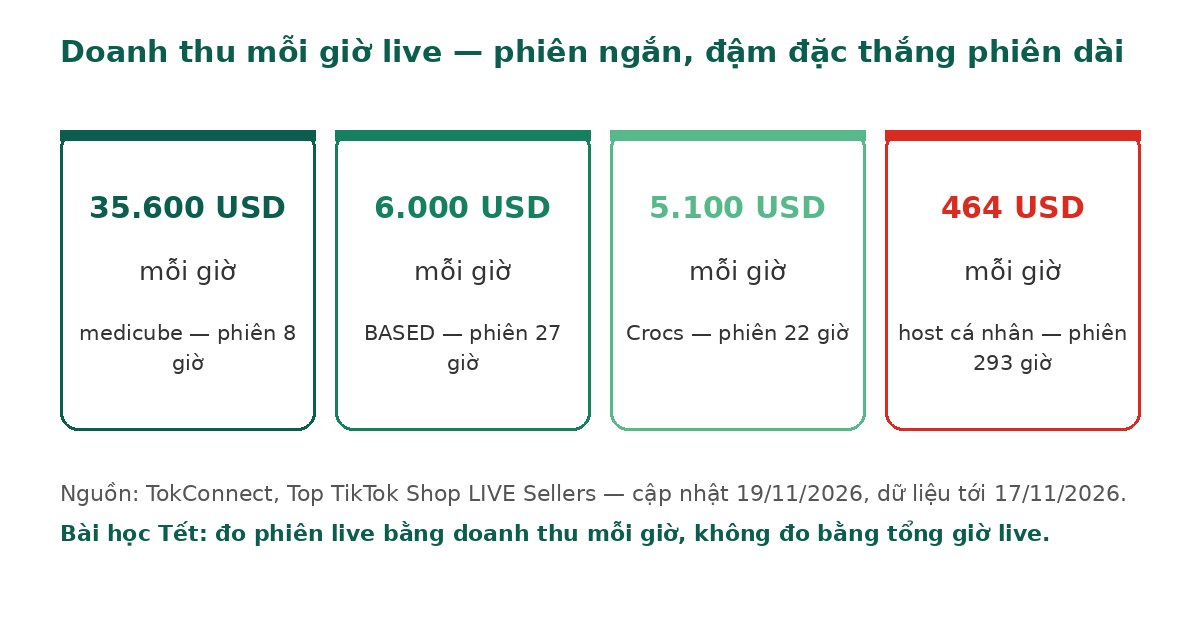 Doanh thu mỗi giờ live — phiên ngắn, đậm đặc thắng phiên dài
35.600 USD
mỗi giờ
medicube — phiên 8
giờ
6.000 USD
mỗi giờ
BASED — phiên 27
giờ
5.100 USD
mỗi giờ
Crocs — phiên 22 giờ
464 USD
mỗi giờ
host cá nhân — phiên
293 giờ
Nguồn: TokConnect, Top TikTok Shop LIVE Sellers — cập nhật 19/11/2026, dữ liệu tới 17/11/2026.
Bài học Tết: đo phiên live bằng doanh thu mỗi giờ, không đo bằng tổng giờ live.